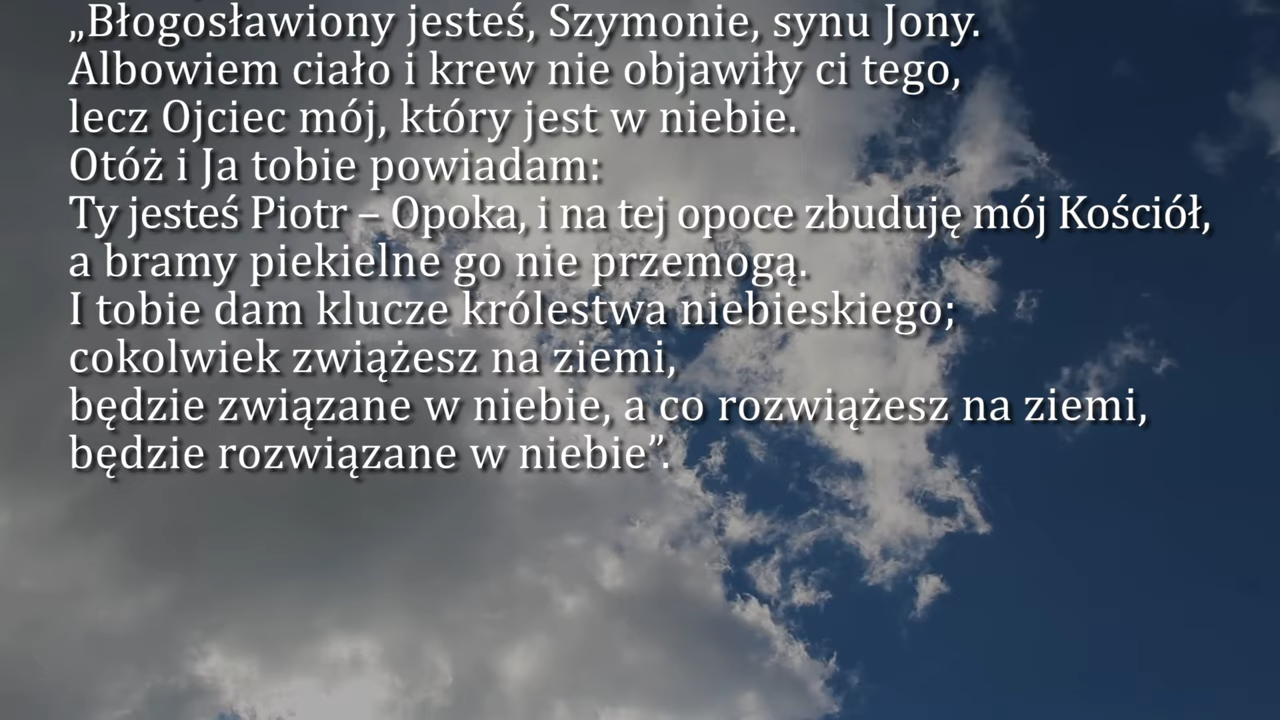 „Błogosławiony jesteś, Szymonie, synu Jony.
Albowiem ciało i krew nie objawiły ci tego,
lecz Ojciec mój, który jest w niebie.
Otóż i Ja tobie powiadam:
Ty jesteś Piotr – Opoka, i na tej opoce zbuduję mój Kościół,
a bramy piekielne go nie przemogą.
I tobie dam klucze królestwa niebieskiego;
cokolwiek zwiążesz na ziemi,
będzie związane w niebie, a co rozwiążesz na ziemi,
będzie rozwiązane w niebie”.